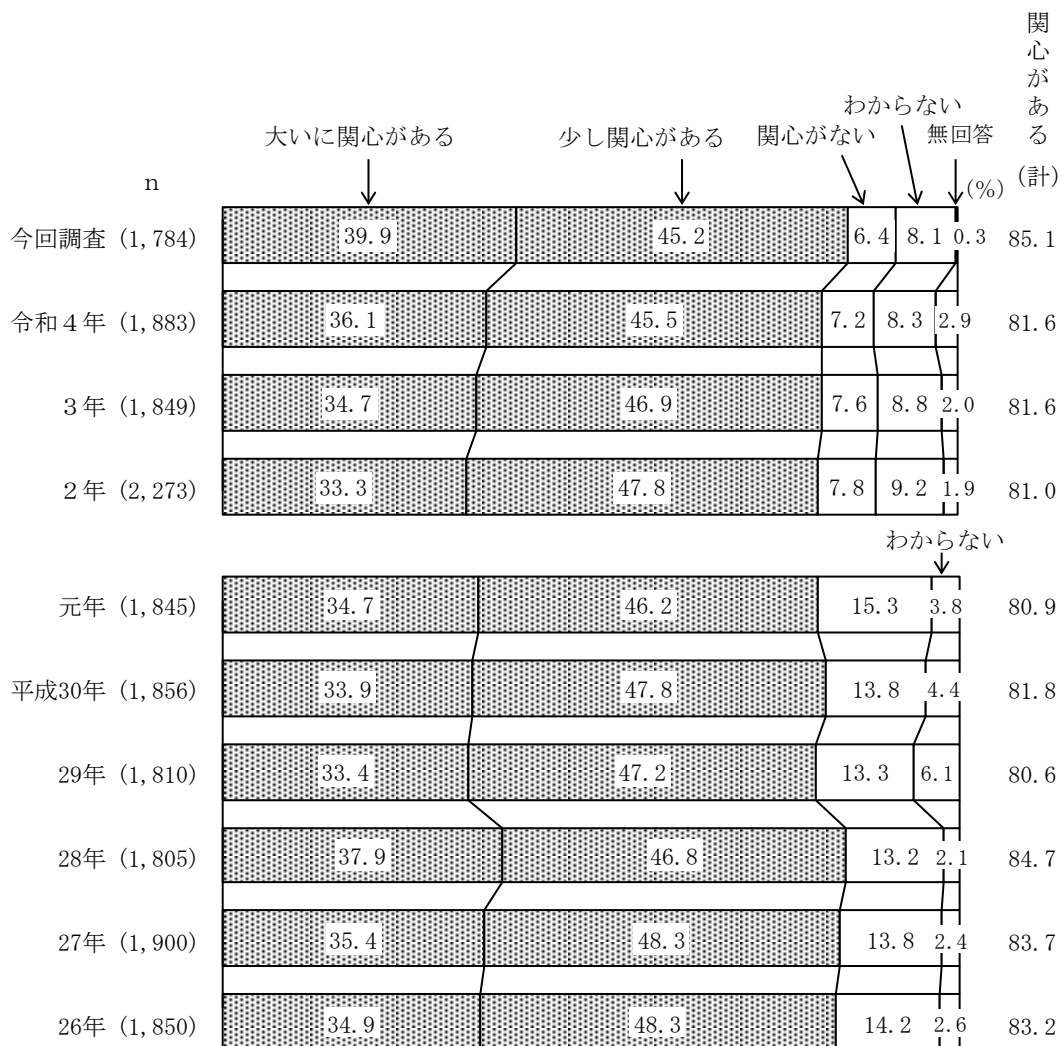 関心がある(計)
わからない
大いに関心がある 少し関心がある 関心がない 無回答
n (%)
今回調査 (1,784) 39.9 45.2 6.4 8.1 0.3 85.1
令和４年 (1,883) 36.1 45.5 7.2 8.3 2.9 81.6
３年 (1,849) 34.7 46.9 7.6 8.8 2.0 81.6
２年 (2,273) 33.3 47.8 7.8 9.2 1.9 81.0
わからない
元年 (1,845) 34.7 46.2 15.3 3.8 80.9
平成30年 (1,856) 33.9 47.8 13.8 4.4 81.8
29年 (1,810) 33.4 47.2 13.3 6.1 80.6
28年 (1,805) 37.9 46.8 13.2 2.1 84.7
27年 (1,900) 35.4 48.3 13.8 2.4 83.7
26年 (1,850) 34.9 48.3 14.2 2.6 83.2